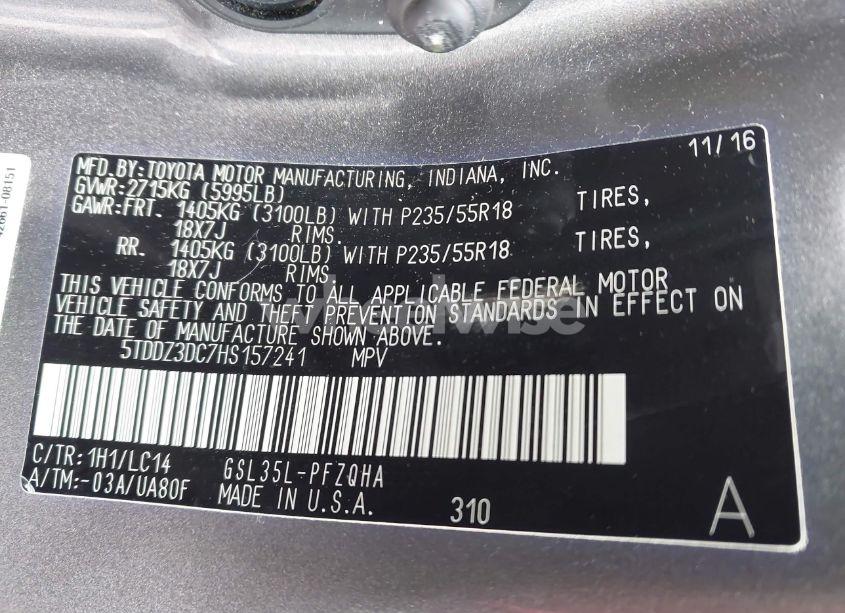 11/16
MFD.BY:TOYOTA MOTOR MANUFACTURING, INDIANA, INC.
GVWR:2715KG (5995LB)
GAWR:FRT. 1405KG (3100LB) WITH P235/55R18 TIRES,
18X7J RIMS.
RR. 1405KG (3100LB) WITH P235/55R18 TIRES,
18X7J RIMS.
THIS VEHICLE CONFORMS TO ALL APPLICABLE FEDERAL MOTOR
VEHICLE SAFETY AND THEFT PREVENTION STANDARDS IN EFFECT ON
THE DATE OF MANUFACTURE SHOWN ABOVE.
5TDDZ3DC7HS157241 MPV
C/TR: 1H1/LC14 GSL35L-PFZQHA
A/TM:-03A/UA80F MADE IN U.S.A. 310 A
42661-08151
wheelwise